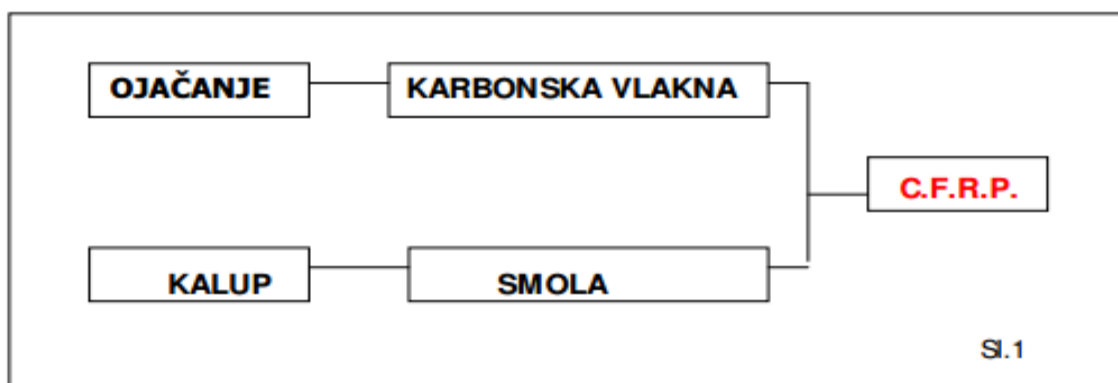 OJAČANJE
KARBONSKA VLAKNA
C.F.R.P.
KALUP
SMOLA
Sl.1